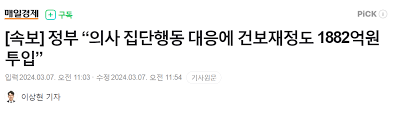 매일경제 구독
PiCK
[속보] 정부 “의사 집단행동 대응에 건보재정도 1882억원
투입”
입력 2024.03.07. 오전 11:03 · 수정 2024.03.07. 오전 11:54 기사원문
이상현 기자